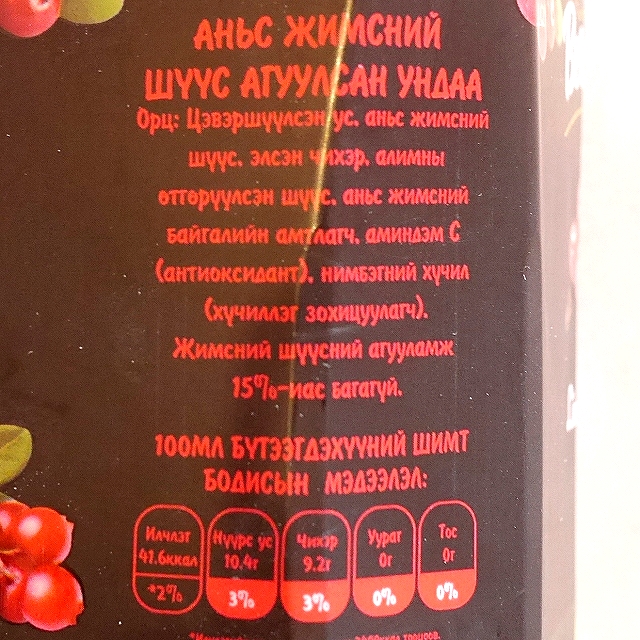 АНЬС ЖИМСНИЙ
ШҮҮС АГУУЛСАН УНДАА
Орц: Цэвэршүүлсэн ус, аньс жимсний
шүүс, элсэн чихэр, алимны
өтгөрүүлсэн шүүс, аньс жимсний
байгалийн амтлагч, аминдэм С
(антиоксидант), нимбэгний хүчил
(хүчиллэг зохицуулагч).
Жимсний шүүсний агууламж
15%-иас багагүй.
100МЛ БҮТЭЭГДЭХҮҮНИЙ ШИМТ
БОДИСЫН МЭДЭЭЛЭЛ:
Илчлэг Нүүрс ус Чихэр Уураг Тос
41.6ккал 10,4г 9.2г 0г 0г
*2% 3% 3% 0% 0%